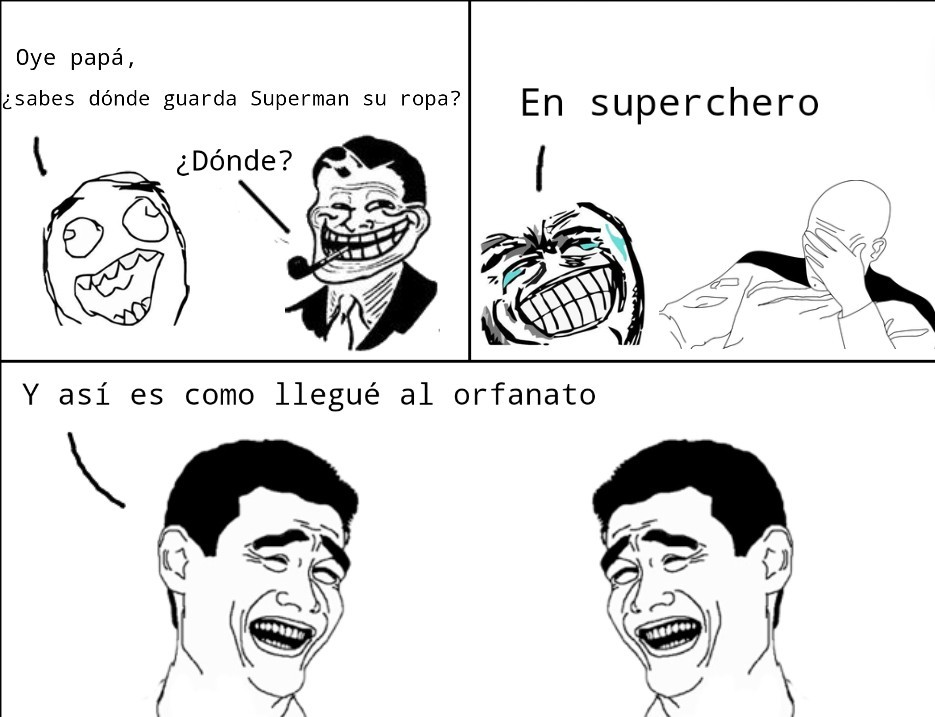 Oye papá,
¿sabes dónde guarda Superman su ropa?
¿Dónde?
En superchero
Y así es como llegué al orfanato